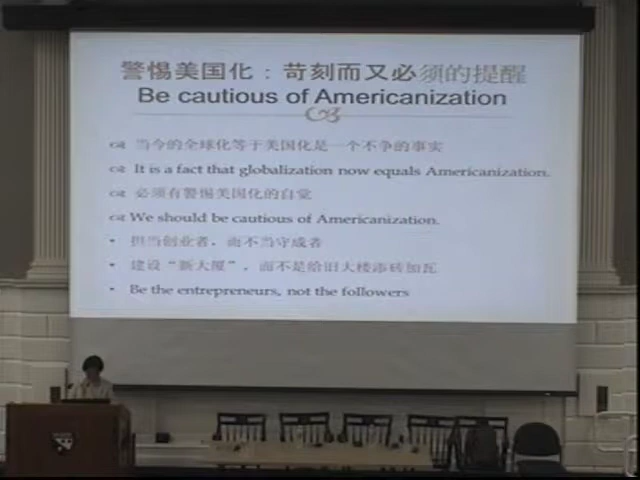 警惕美国化：苛刻而又必须的提醒
Be cautious of Americanization
当今的全球化等于美国化是一个不争的事实
It is a fact that globalization now equals Americanization.
必须有警惕美国化的自觉
We should be cautious of Americanization.
• 担当创业者，而不当守成者
• 建设“新大厦”，而不是给旧大楼添砖加瓦
• Be the entrepreneurs, not the followers